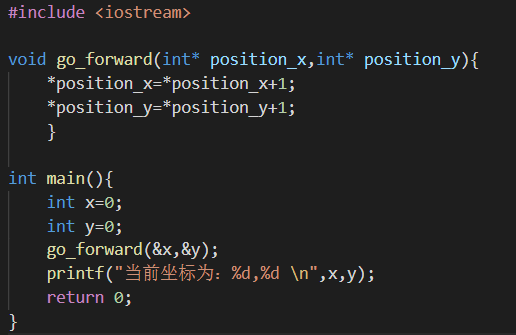 #include <iostream>
void go_forward(int* position_x,int* position_y){
    *position_x=*position_x+1;
    *position_y=*position_y+1;
    }
int main(){
    int x=0;
    int y=0;
    go_forward(&x,&y);
    printf("当前坐标为：%d,%d \n",x,y);
    return 0;
}